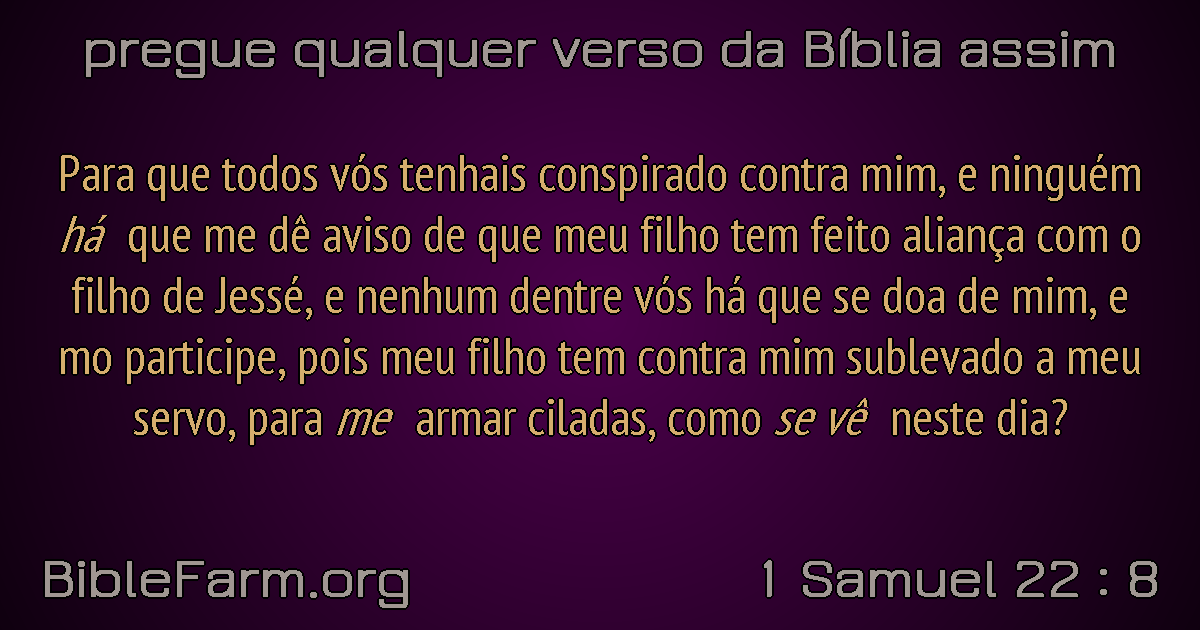 pregue qualquer verso da Bíblia assim
Para que todos vós tenhais conspirado contra mim, e ninguém
há que me dê aviso de que meu filho tem feito aliança com o
filho de Jessé, e nenhum dentre vós há que se doa de mim, e
mo participe, pois meu filho tem contra mim sublevado a meu
servo, para me armar ciladas, como se vê neste dia?
BibleFarm.org
1 Samuel 22 : 8